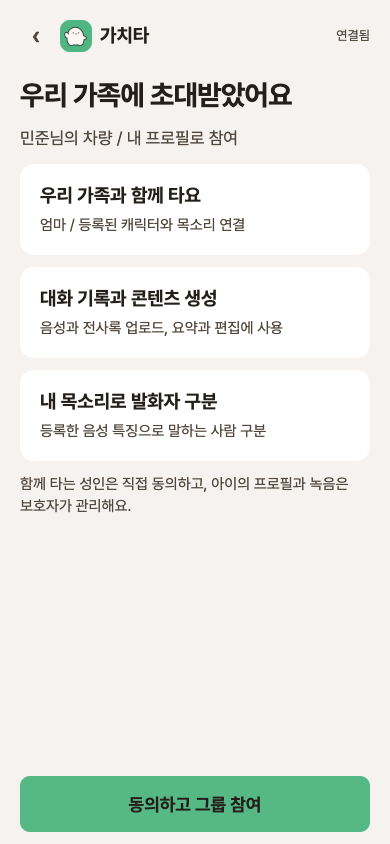 가치타
연결됨
우리 가족에 초대받았어요
민준님의 차량 / 내 프로필로 참여
우리 가족과 함께 타요
엄마 / 등록된 캐릭터와 목소리 연결
대화 기록과 콘텐츠 생성
음성과 전사록 업로드, 요약과 편집에 사용
내 목소리로 발화자 구분
등록한 음성 특징으로 말하는 사람 구분
함께 타는 성인은 직접 동의하고, 아이의 프로필과 녹음은
보호자가 관리해요.
동의하고 그룹 참여